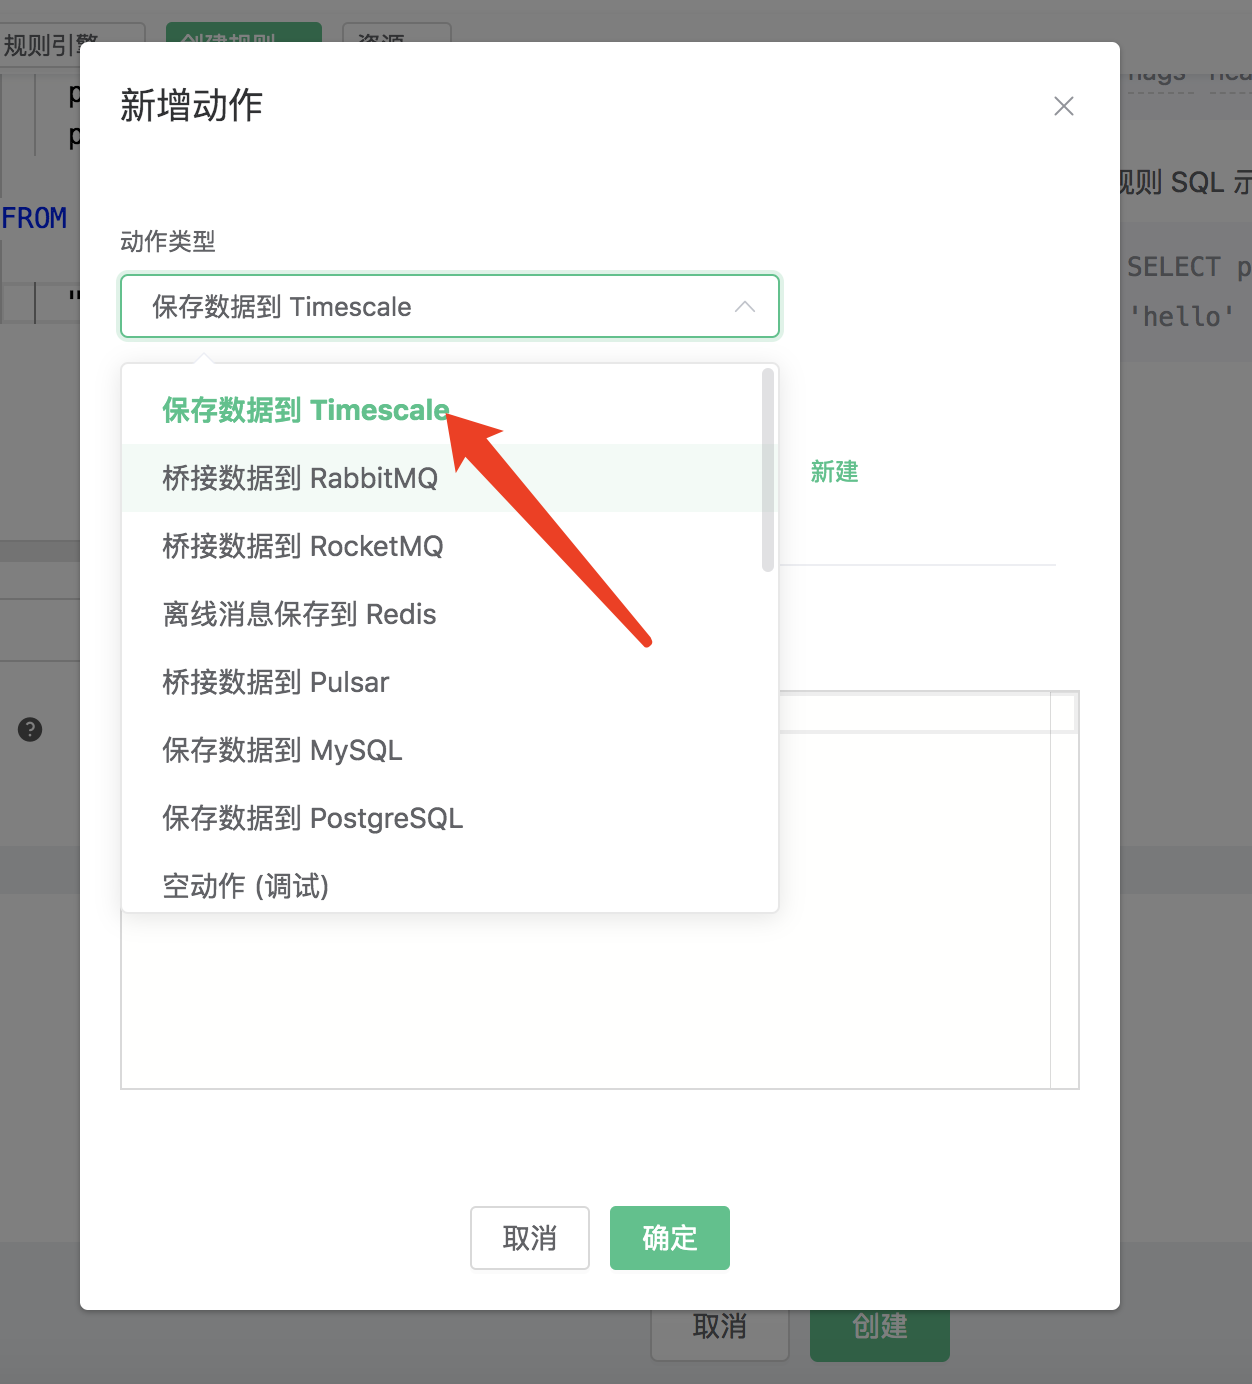 规则引擎
创建规则
资源
新增动作
规则 SQL 示
FROM
动作类型
SELECT p
"
保存数据到 Timescale
'hello'
保存数据到 Timescale
桥接数据到 RabbitMQ
新建
桥接数据到 RocketMQ
离线消息保存到 Redis
桥接数据到 Pulsar
?
保存数据到 MySQL
保存数据到 PostgreSQL
空动作 (调试)
取消
确定
取消
创建